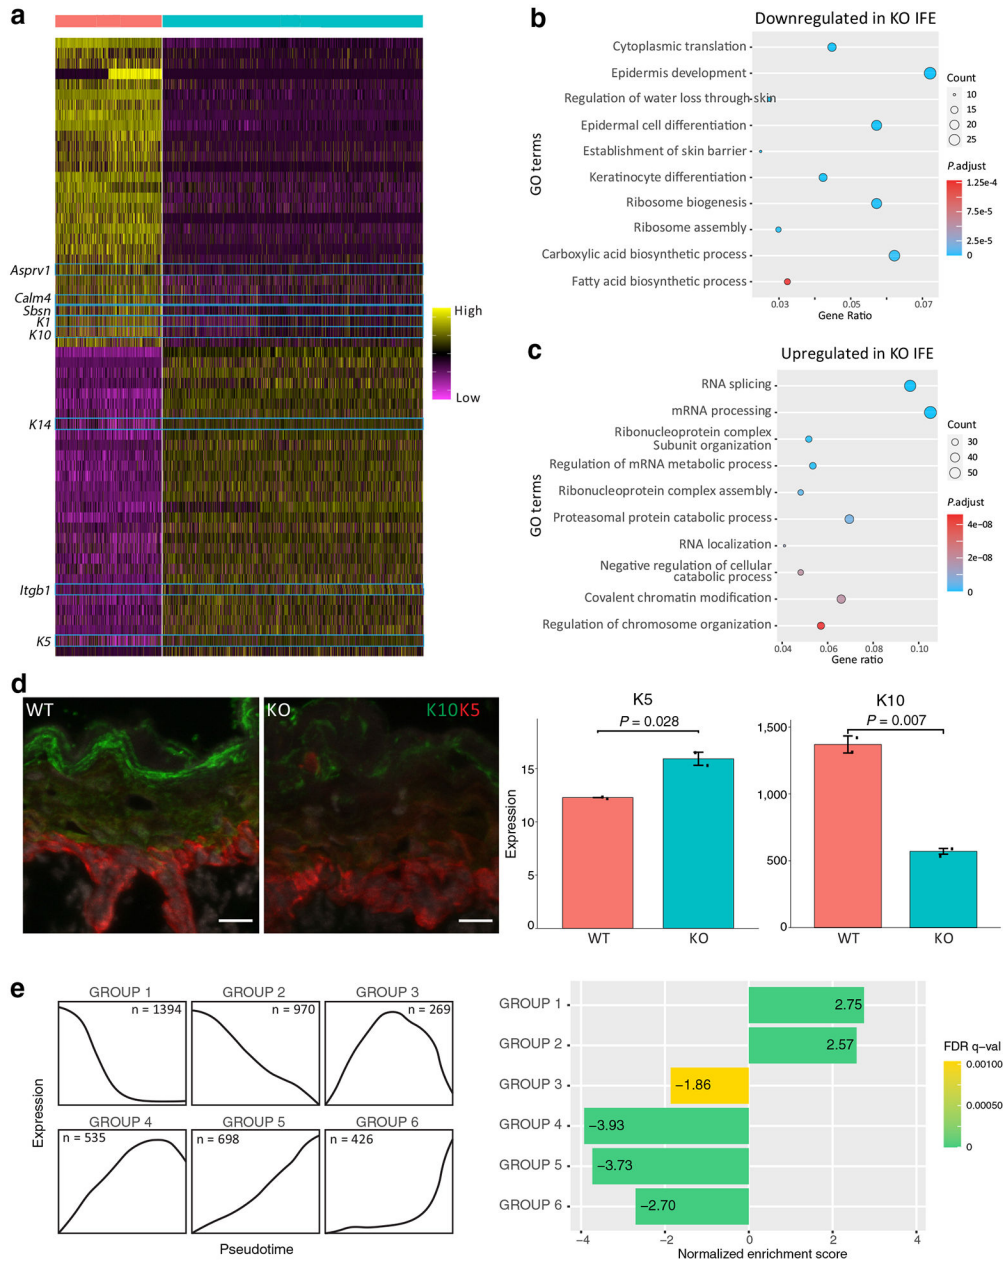 a
Asprv1
Calm4
Sbsn
K1
K10
K14
Itgb1
K5
High
Low
b
Downregulated in KO IFE
GO terms
Cytoplasmic translation
Epidermis development
Regulation of water loss through skin
Epidermal cell differentiation
Establishment of skin barrier
Keratinocyte differentiation
Ribosome biogenesis
Ribosome assembly
Carboxylic acid biosynthetic process
Fatty acid biosynthetic process
0.03 0.05 0.07
Gene Ratio
Count
10
15
20
25
P.adjust
1.25e-4
7.5e-5
2.5e-5
0
c
Upregulated in KO IFE
GO terms
RNA splicing
mRNA processing
Ribonucleoprotein complex
Subunit organization
Regulation of mRNA metabolic process
Ribonucleoprotein complex assembly
Proteasomal protein catabolic process
RNA localization
Negative regulation of cellular
catabolic process
Covalent chromatin modification
Regulation of chromosome organization
0.04 0.06 0.08 0.10
Gene ratio
Count
30
40
50
P.adjust
4e-08
2e-08
0
d
WT
KO
K10K5
K5
P = 0.028
Expression
15
10
5
0
WT KO
K10
P = 0.007
1,500
1,000
500
0
WT KO
e
GROUP 1 GROUP 2 GROUP 3
n = 1394 n = 970 n = 269
GROUP 4 GROUP 5 GROUP 6
n = 535 n = 698 n = 426
Expression
Pseudotime
GROUP 1 2.75
GROUP 2 2.57
GROUP 3 −1.86
GROUP 4 −3.93
GROUP 5 −3.73
GROUP 6 −2.70
−4 −2 0 2 4
Normalized enrichment score
FDR q−val
0.00100
0.00050
0